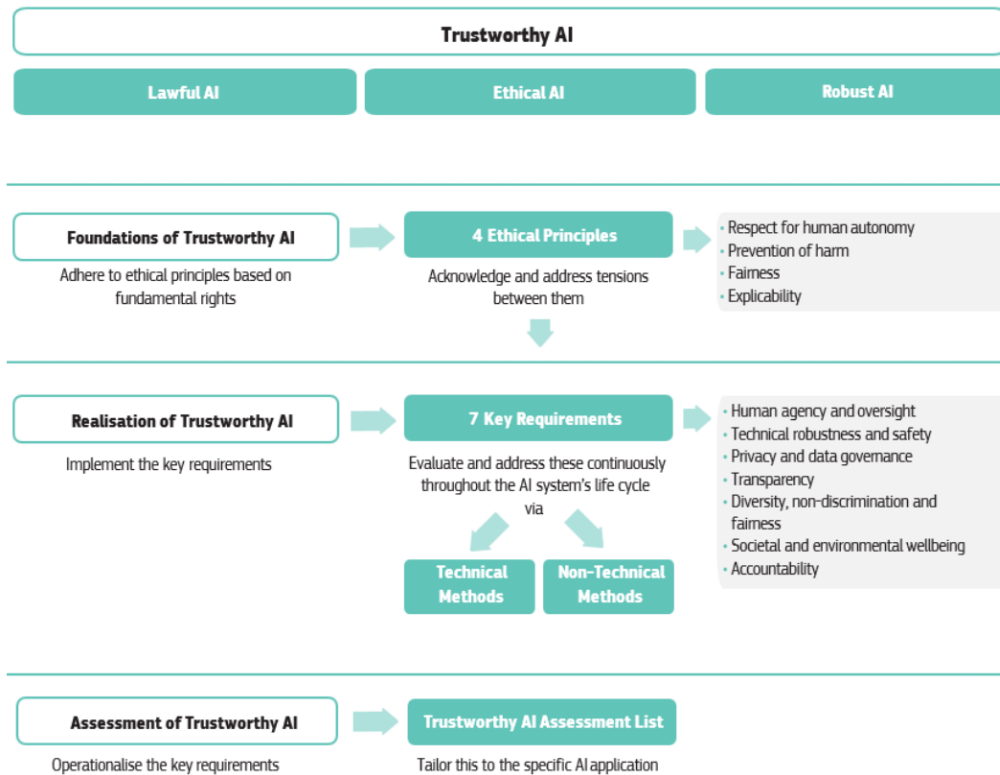 Trustworthy AI
Lawful AI
Ethical AI
Robust AI
Foundations of Trustworthy AI
Adhere to ethical principles based on
fundamental rights
4 Ethical Principles
Acknowledge and address tensions
between them
• Respect for human autonomy
• Prevention of harm
• Fairness
• Explicability
Realisation of Trustworthy AI
Implement the key requirements
7 Key Requirements
Evaluate and address these continuously
throughout the AI system's life cycle
via
Technical
Methods
Non-Technical
Methods
• Human agency and oversight
• Technical robustness and safety
• Privacy and data governance
• Transparency
• Diversity, non-discrimination and
fairness
• Societal and environmental wellbeing
• Accountability
Assessment of Trustworthy AI
Operationalise the key requirements
Trustworthy AI Assessment List
Tailor this to the specific AI application